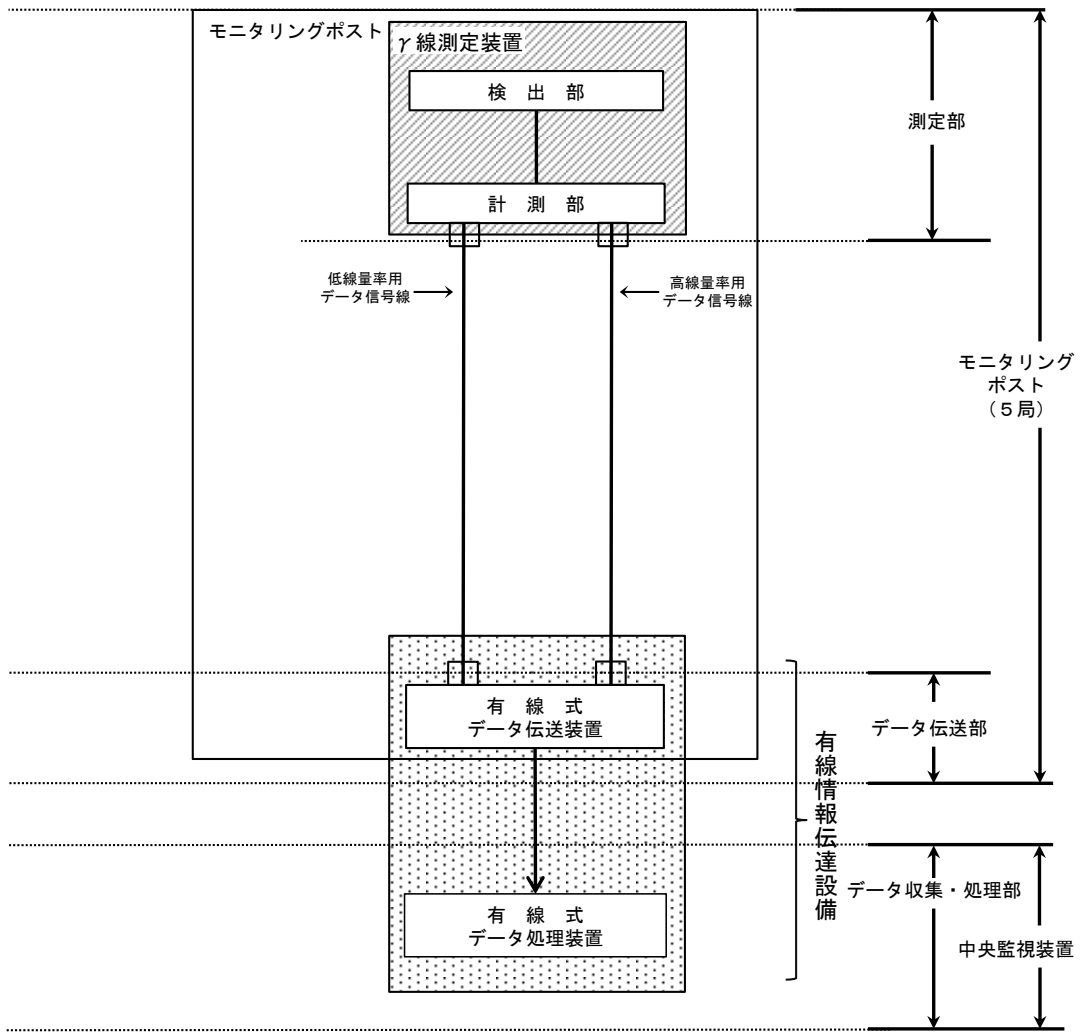 モニタリングポスト
γ線測定装置
検 出 部
計 測 部
測定部
低線量率用
データ信号線
高線量率用
データ信号線
モニタリング
ポスト
（５局）
有 線 式
データ伝送装置
データ伝送部
有線情報伝達設備
有 線 式
データ処理装置
データ収集・処理部
中央監視装置